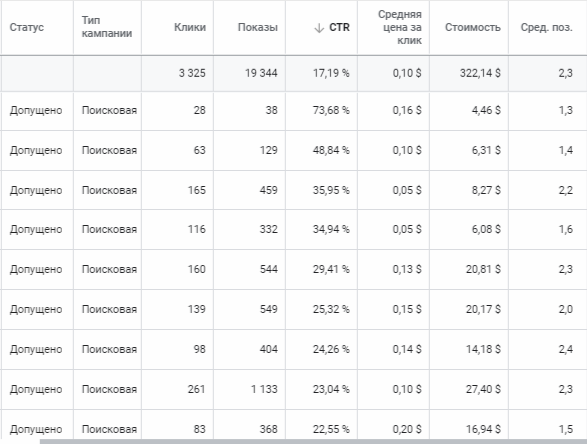 Статус Тип кампании Клики Показы ↓ CTR Средняя цена за клик Стоимость Сред. поз.
3 325 19 344 17,19 % 0,10 $ 322,14 $ 2,3
Допущено Поисковая 28 38 73,68 % 0,16 $ 4,46 $ 1,3
Допущено Поисковая 63 129 48,84 % 0,10 $ 6,31 $ 1,4
Допущено Поисковая 165 459 35,95 % 0,05 $ 8,27 $ 2,2
Допущено Поисковая 116 332 34,94 % 0,05 $ 6,08 $ 1,6
Допущено Поисковая 160 544 29,41 % 0,13 $ 20,81 $ 2,3
Допущено Поисковая 139 549 25,32 % 0,15 $ 20,17 $ 2,0
Допущено Поисковая 98 404 24,26 % 0,14 $ 14,18 $ 2,4
Допущено Поисковая 261 1 133 23,04 % 0,10 $ 27,40 $ 2,3
Допущено Поисковая 83 368 22,55 % 0,20 $ 16,94 $ 1,5